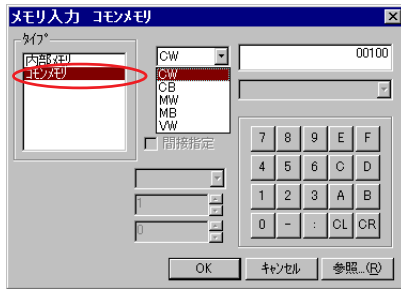 メモリ入力 コモンメモリ
タイプ
内部メモリ
コモンメモリ
CW
00100
CW
CB
MW
MB
VW
間接指定
7 8 9 E F
4 5 6 C D
1 2 3 A B
0 - : CL CR
1
0
OK キャンセル 参照...(R)